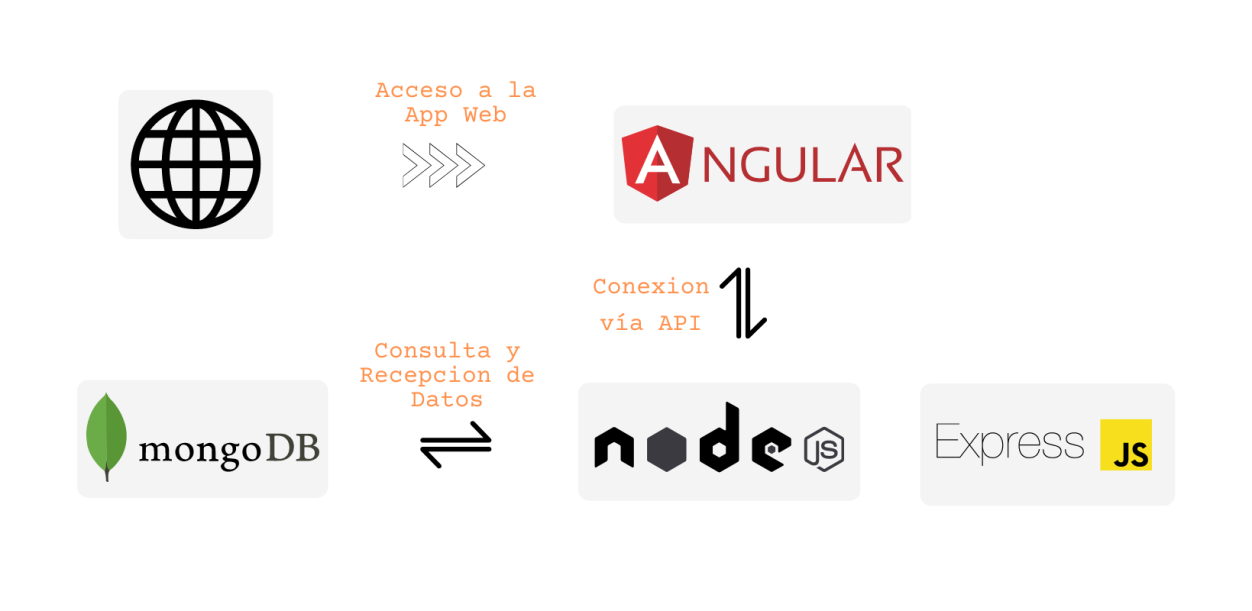 Acceso a la
App Web
ANGULAR
Conexion
vía API
Consulta y
Recepcion de
Datos
mongoDB
node
JS
Express
JS